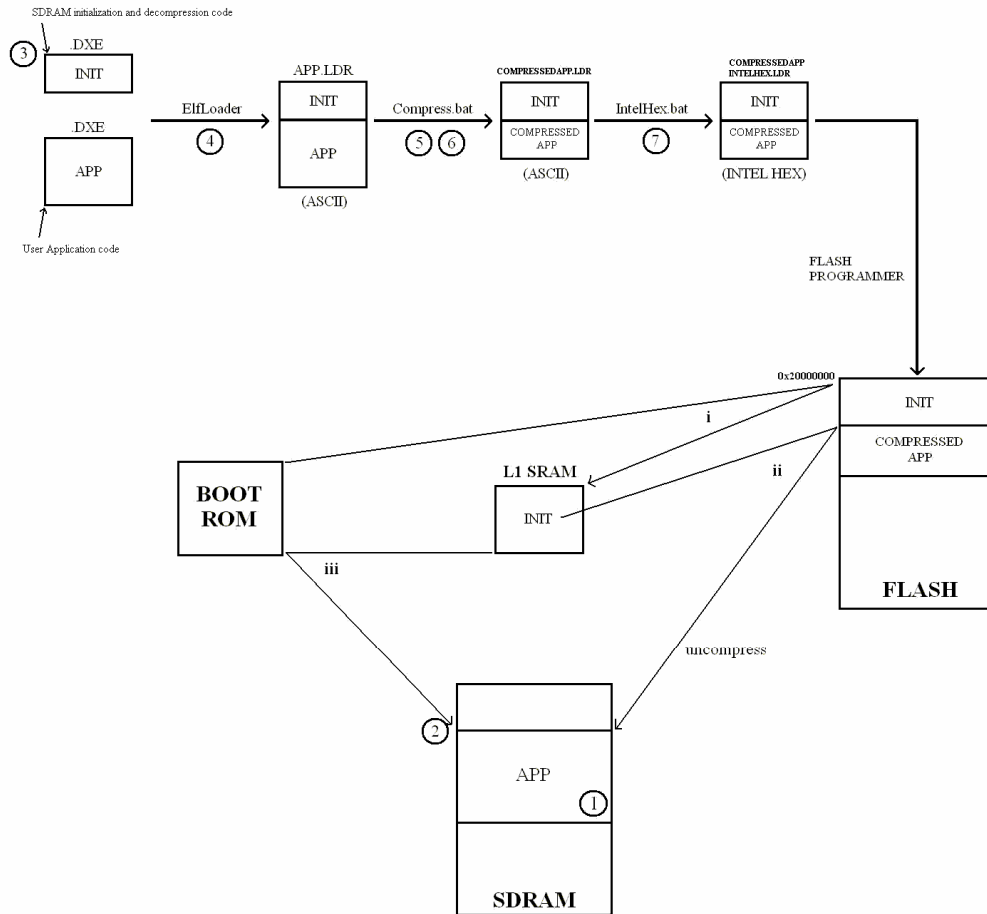 SDRAM initialization and decompression code
3
.DXE
INIT
.DXE
APP
User Application code
ElfLoader
4
APP.LDR
INIT
APP
(ASCII)
Compress.bat
5 6
COMPRESSEDAPP.LDR
INIT
COMPRESSED
APP
(ASCII)
IntelHex.bat
7
COMPRESSEDAPP
INTELHEX.LDR
INIT
COMPRESSED
APP
(INTEL HEX)
FLASH
PROGRAMMER
0x20000000
INIT
COMPRESSED
APP
FLASH
i
ii
L1 SRAM
INIT
BOOT
ROM
iii
uncompress
2
APP
1
SDRAM